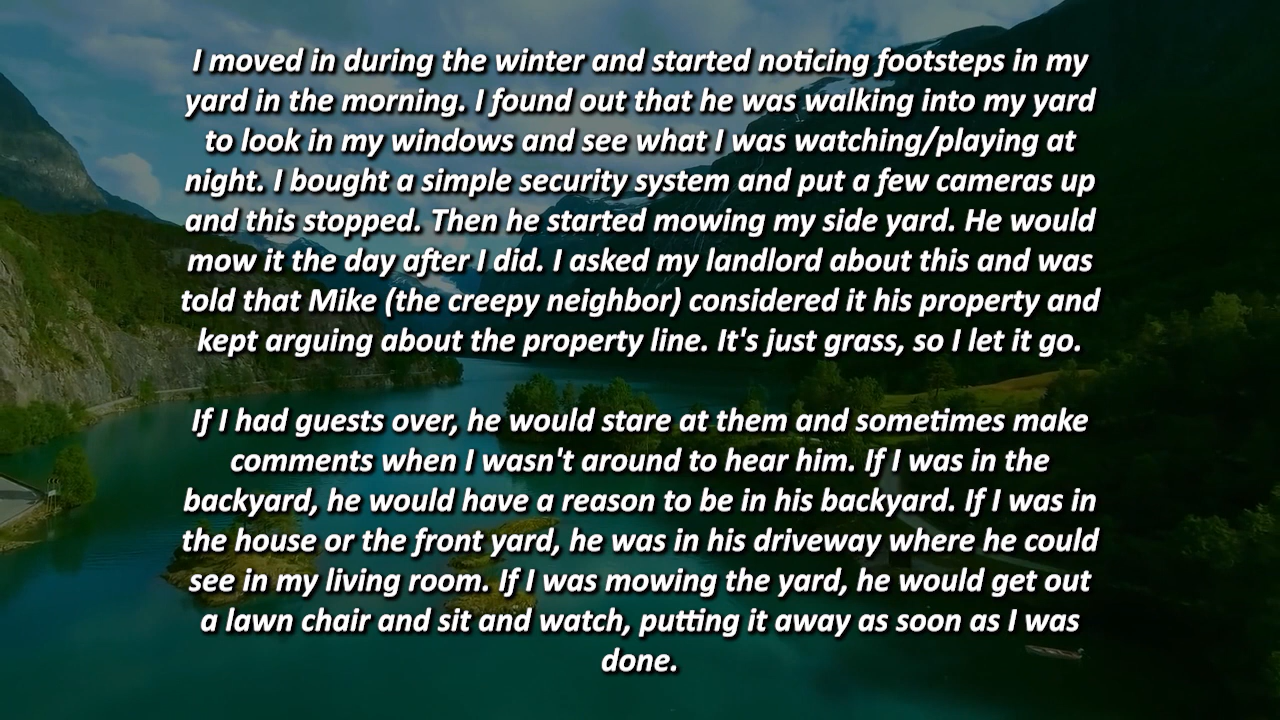 I moved in during the winter and started noticing footsteps in my
yard in the morning. I found out that he was walking into my yard
to look in my windows and see what I was watching/playing at
night. I bought a simple security system and put a few cameras up
and this stopped. Then he started mowing my side yard. He would
mow it the day after I did. I asked my landlord about this and was
told that Mike (the creepy neighbor) considered it his property and
kept arguing about the property line. It's just grass, so I let it go.
If I had guests over, he would stare at them and sometimes make
comments when I wasn't around to hear him. If I was in the
backyard, he would have a reason to be in his backyard. If I was in
the house or the front yard, he was in his driveway where he could
see in my living room. If I was mowing the yard, he would get out
a lawn chair and sit and watch, putting it away as soon as I was
done.